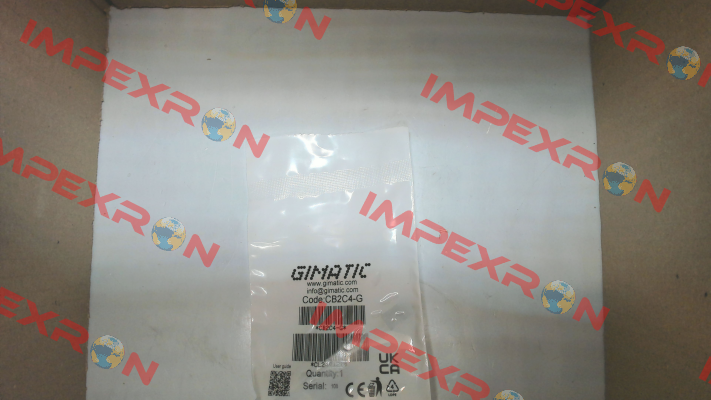 IMPEXRON
IMPEXRON
IMPEXRON
IMPEXRON
IMPEXRON
IMPEXRON
IMPEXRON
IMPEXRON
GIMATIC
www.gimatic.com
info@gimatic.com
Code:CB2C4-G
*CB2C4-G*
User guide
Quantity:1
Serial:
UK
CA
CE